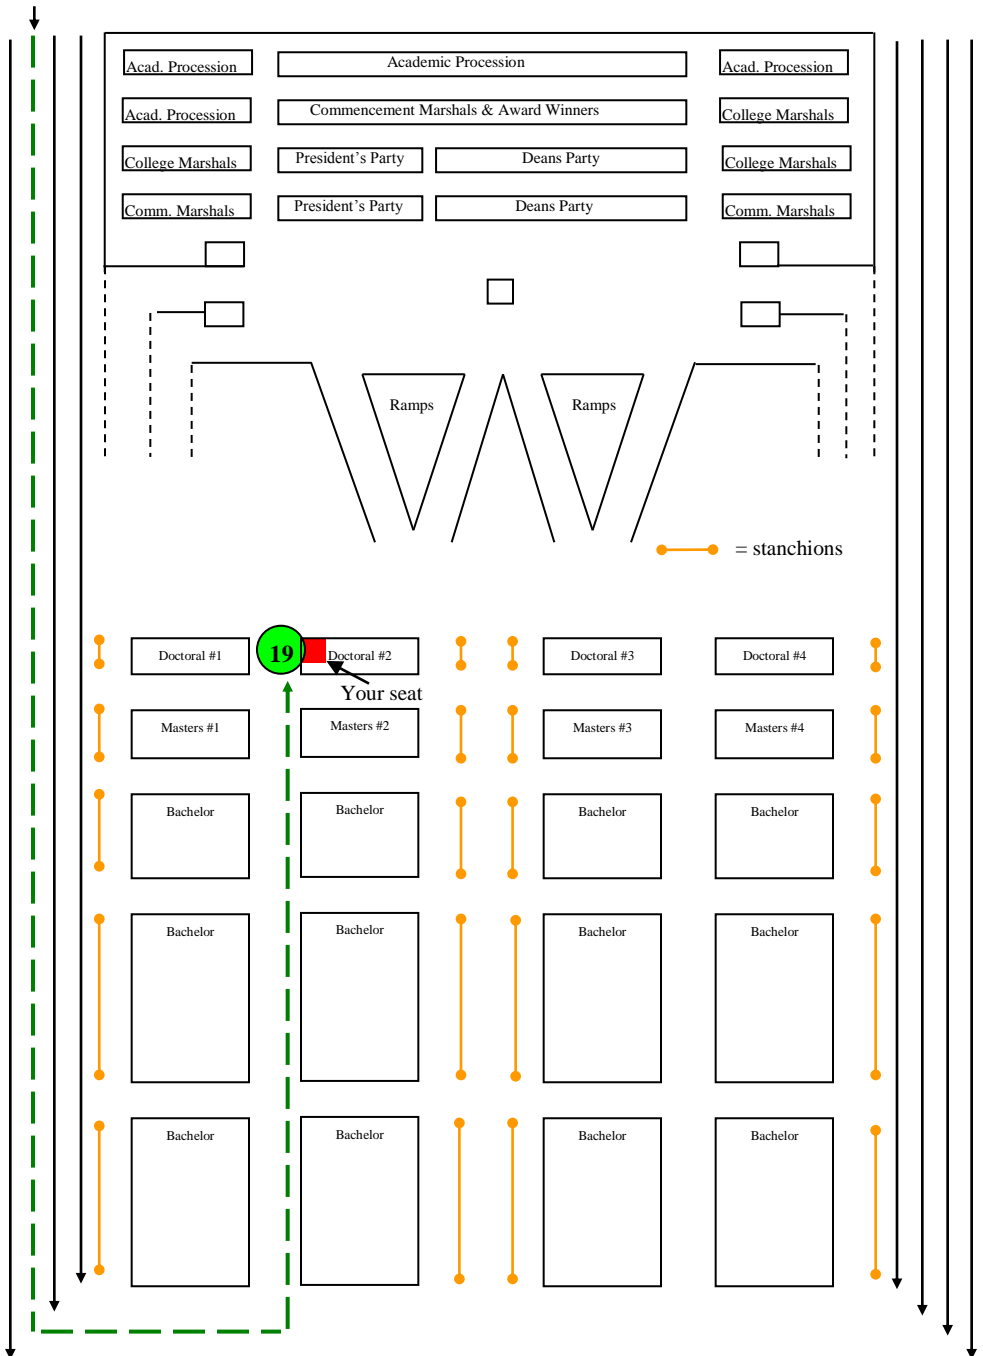 Acad. Procession Academic Procession Acad. Procession
Acad. Procession Commencement Marshals & Award Winners College Marshals
College Marshals President's Party Deans Party College Marshals
Comm. Marshals President's Party Deans Party Comm. Marshals
Ramps Ramps
= stanchions
Doctoral #1 19 Doctoral #2 Doctoral #3 Doctoral #4
Your seat
Masters #1 Masters #2 Masters #3 Masters #4
Bachelor Bachelor Bachelor Bachelor
Bachelor Bachelor Bachelor Bachelor
Bachelor Bachelor Bachelor Bachelor